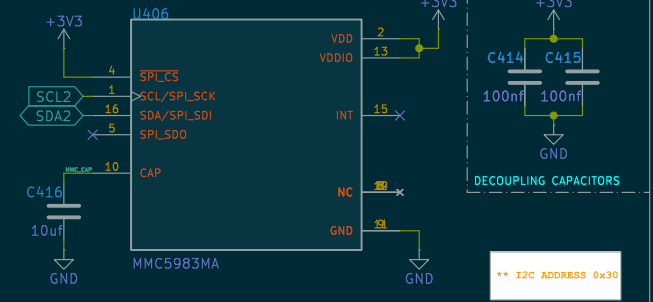 U406
+3V3
+3V3
+3V3
VDD 2
VDDIO 13
4 SPI_CS
SCL2 1 SCL/SPI_SCK
SDA2 16 SDA/SPI_SDI
5 SPI_SDO
INT 15
MMC_CAP 10 CAP
C416
10uf
GND
NC
GND
GND
MMC5983MA
C414 C415
100nf 100nf
GND
DECOUPLING CAPACITORS
** I2C ADDRESS 0x30